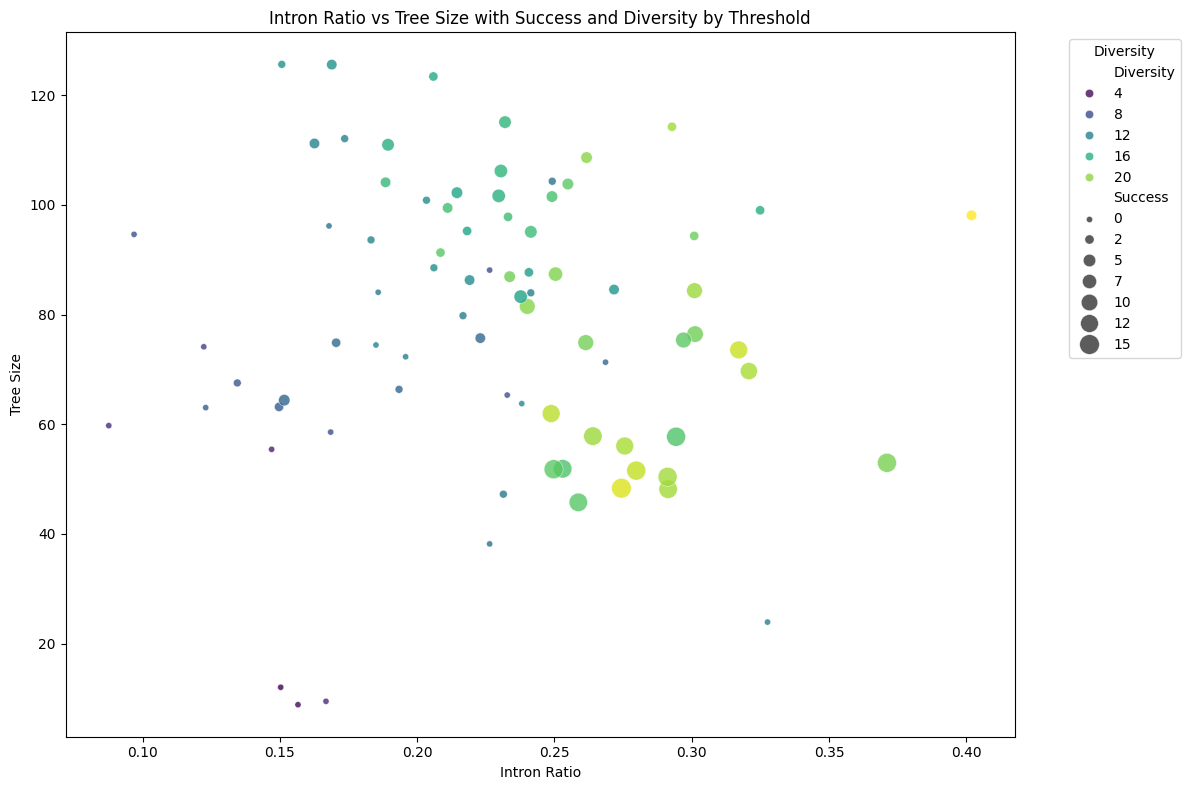 Intron Ratio vs Tree Size with Success and Diversity by Threshold
Tree Size
120
100
80
60
40
20
0.10 0.15 0.20 0.25 0.30 0.35 0.40
Intron Ratio
Diversity
Diversity
4
8
12
16
20
Success
0
2
5
7
10
12
15